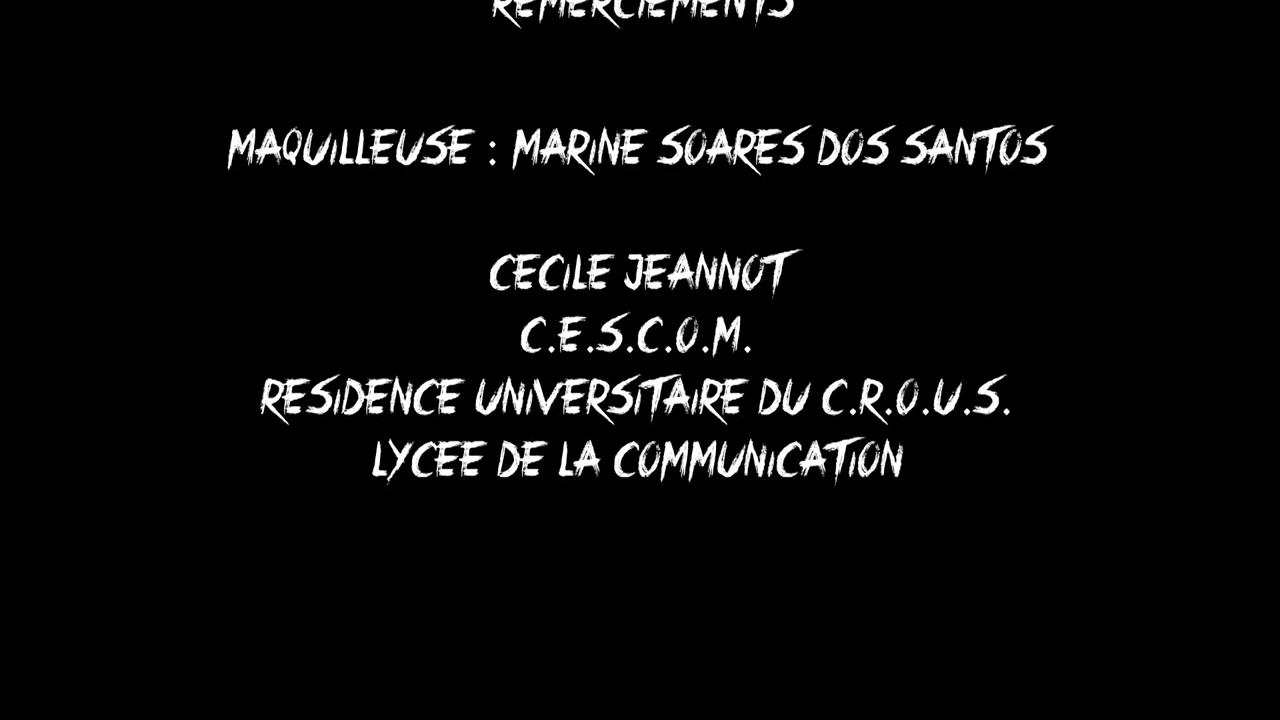 REMERCIEMENTS
MAQUILLEUSE : MARINE SOARES DOS SANTOS
CECILE JEANNOT
C.E.S.C.O.M.
RESIDENCE UNIVERSITAIRE DU C.R.O.U.S.
LYCEE DE LA COMMUNICATION